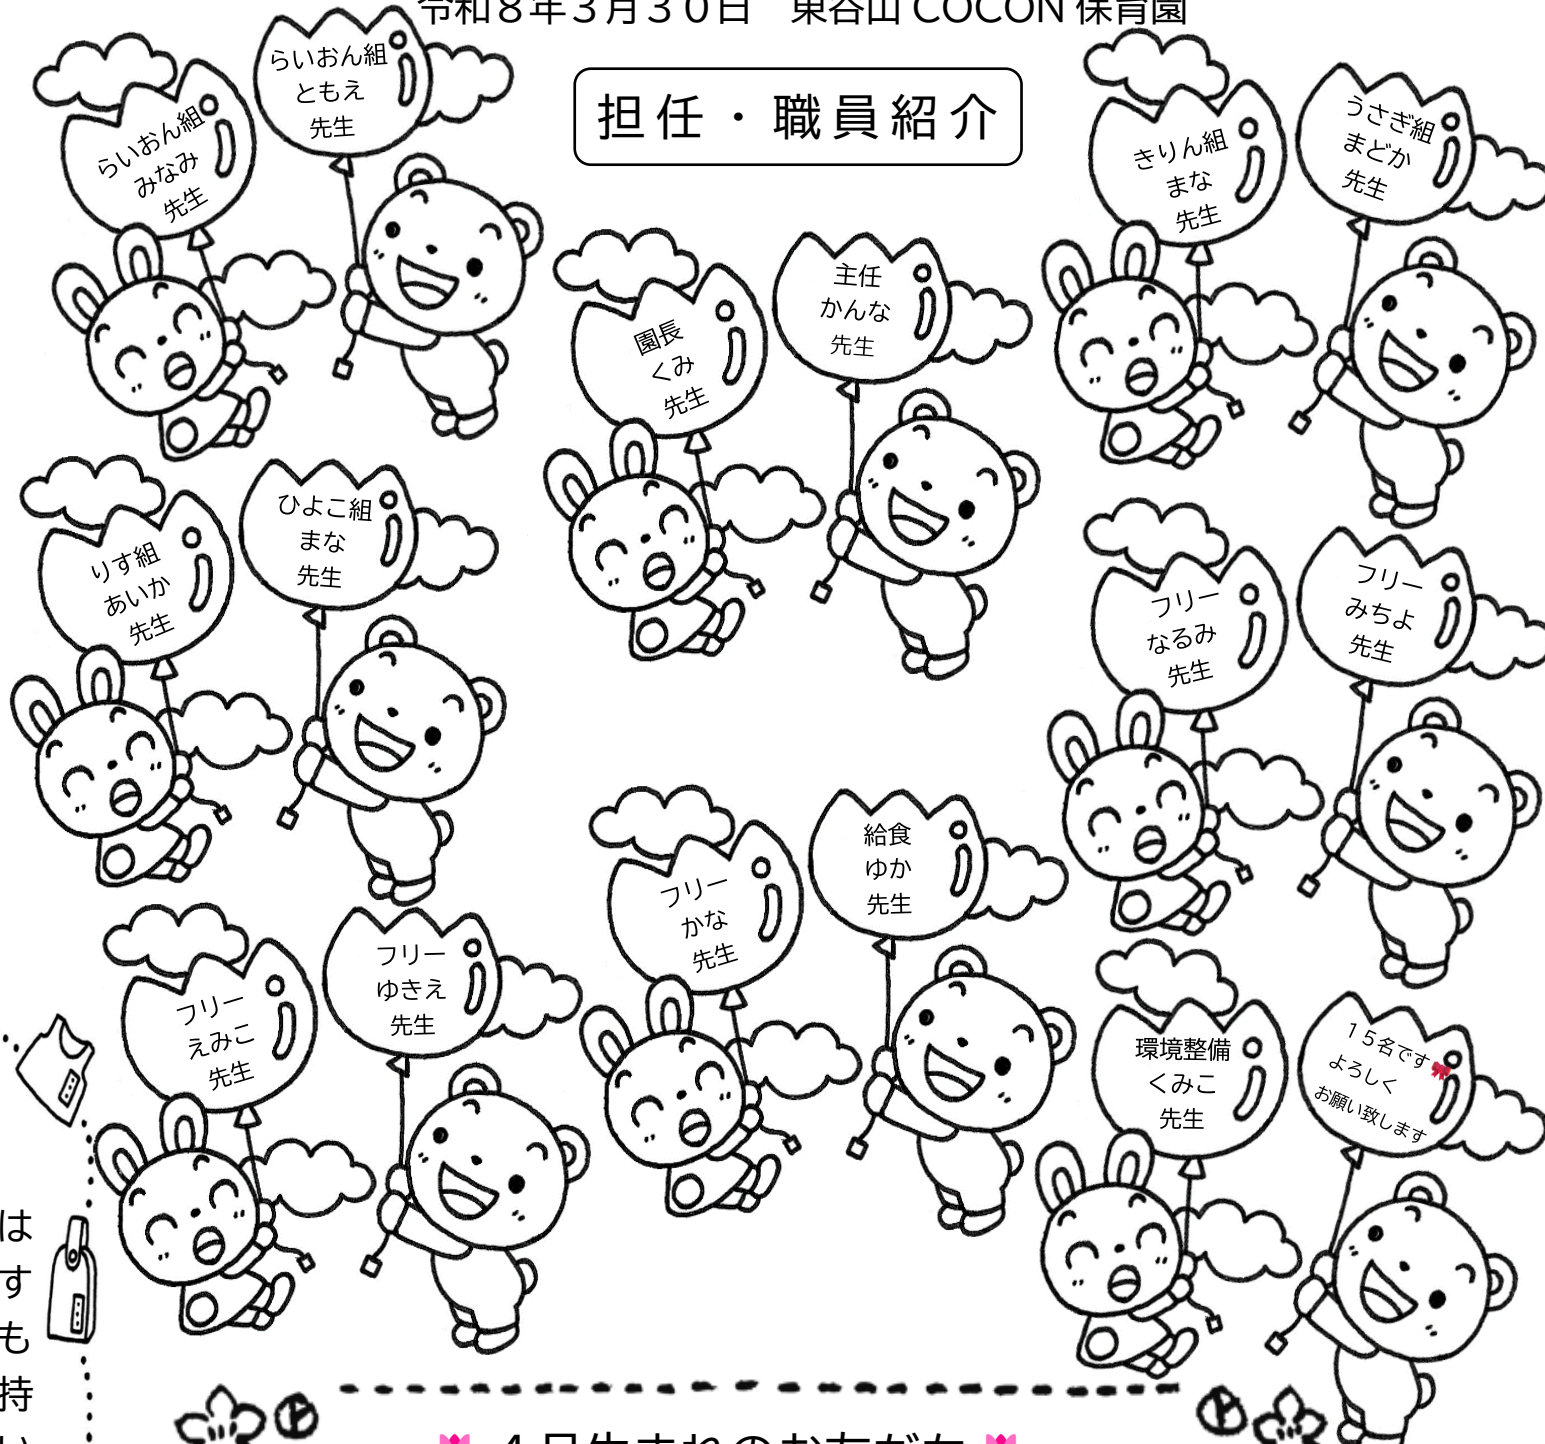 令和８年３月３０日　東谷山 COCON 保育園
担任・職員紹介
らいおん組
みなみ
先生
らいおん組
ともえ
先生
園長
くみ
先生
主任
かんな
先生
きりん組
まな
先生
うさぎ組
まどか
先生
りす組
あいか
先生
ひよこ組
まな
先生
フリー
なるみ
先生
フリー
みちよ
先生
フリー
えみこ
先生
フリー
ゆきえ
先生
フリー
かな
先生
給食
ゆか
先生
環境整備
くみこ
先生
１５名です
よろしく
お願い致します
は
す
も
持
い
４月生まれのお友だち